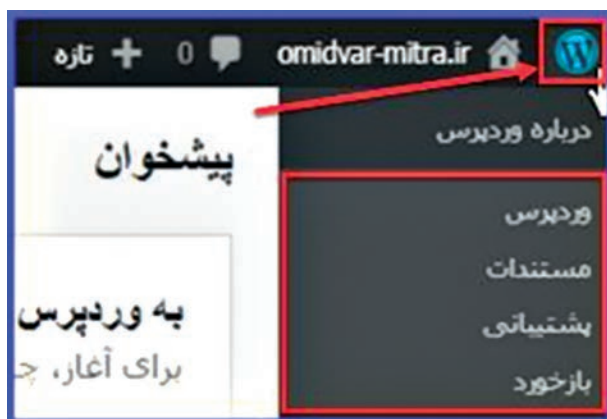 omidvar-mitra.ir 0 تازه
درباره وردپرس
وردپرس
مستندات
پشتیبانی
بازخورد
پیشخوان
به وردپرس
برای آغاز،